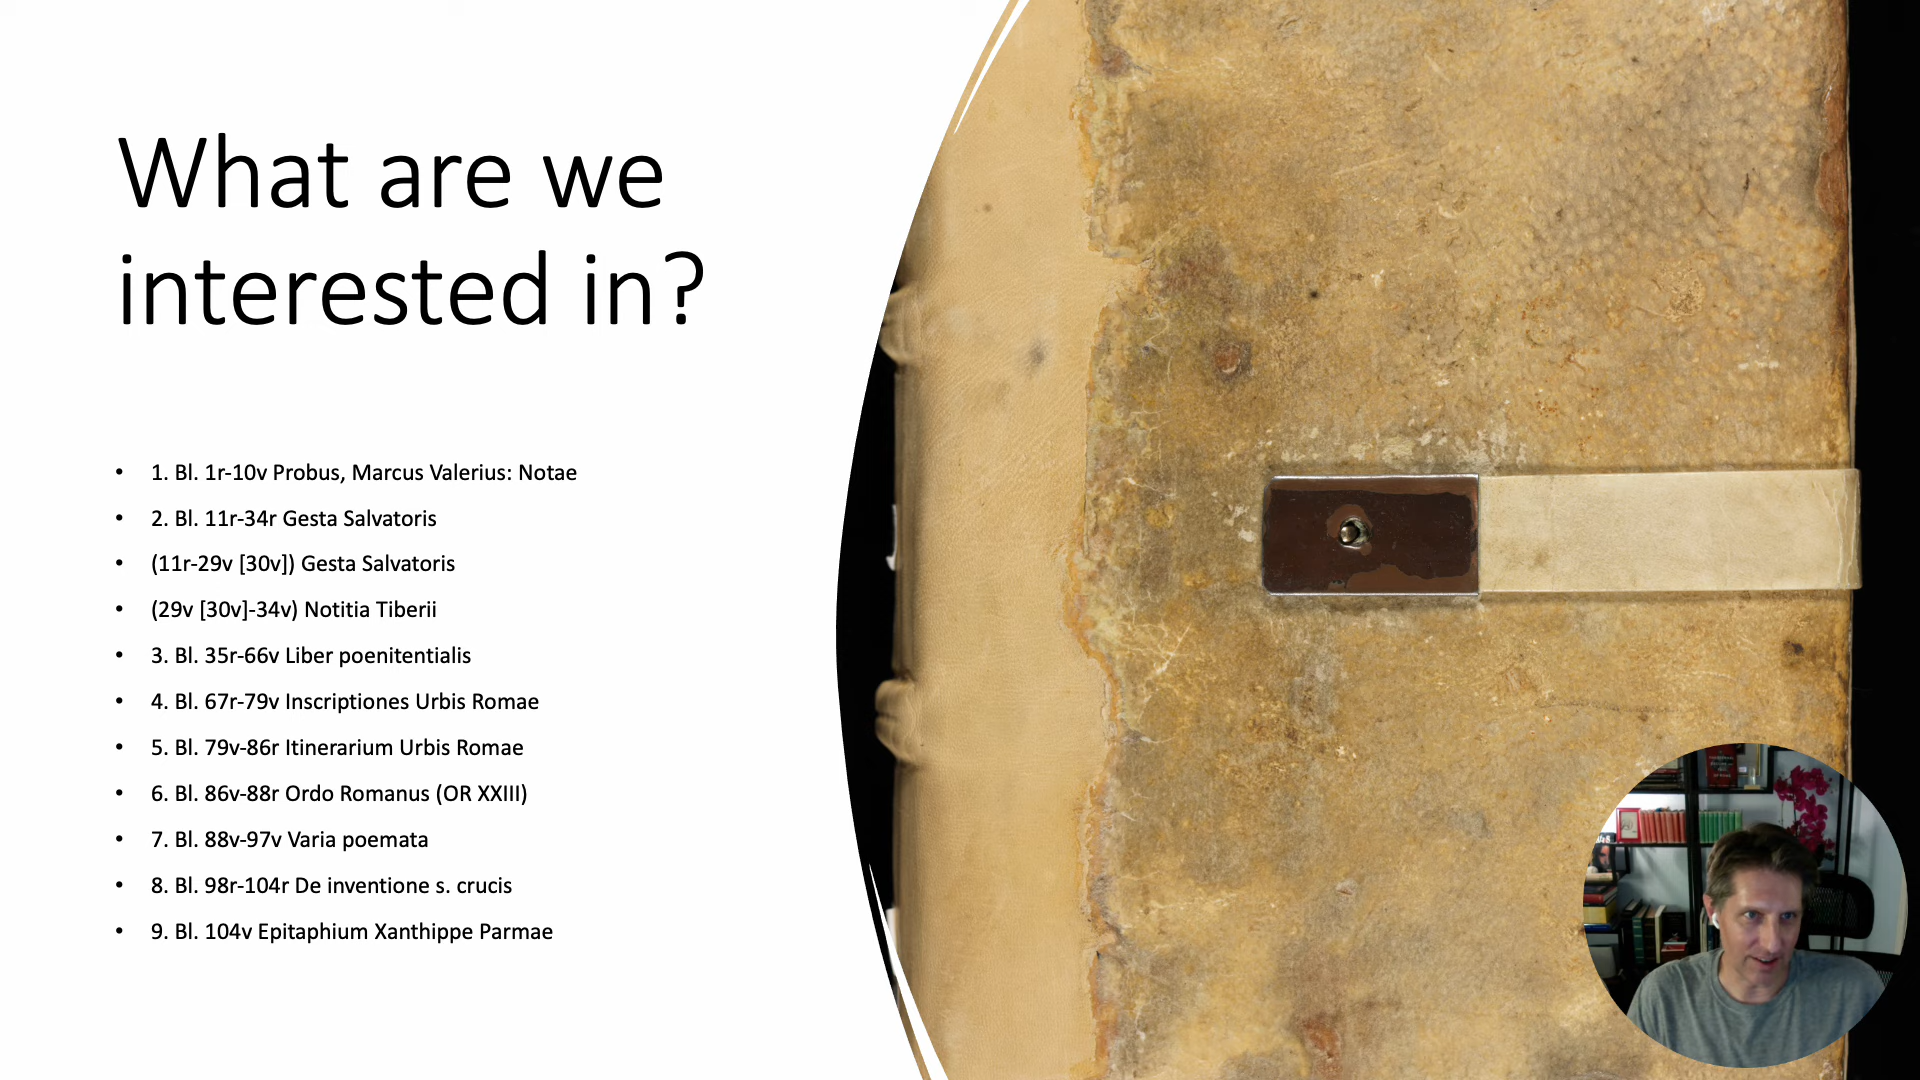 What are we
interested in?
• 1. Bl. 1r-10v Probus, Marcus Valerius: Notae
• 2. Bl. 11r-34r Gesta Salvatoris
• (11r-29v [30v]) Gesta Salvatoris
• (29v [30v]-34v) Notitia Tiberii
• 3. Bl. 35r-66v Liber poenitentialis
• 4. Bl. 67r-79v Inscriptiones Urbis Romae
• 5. Bl. 79v-86r Itinerarium Urbis Romae
• 6. Bl. 86v-88r Ordo Romanus (OR XXIII)
• 7. Bl. 88v-97v Varia poemata
• 8. Bl. 98r-104r De inventione s. crucis
• 9. Bl. 104v Epitaphium Xanthippe Parmae